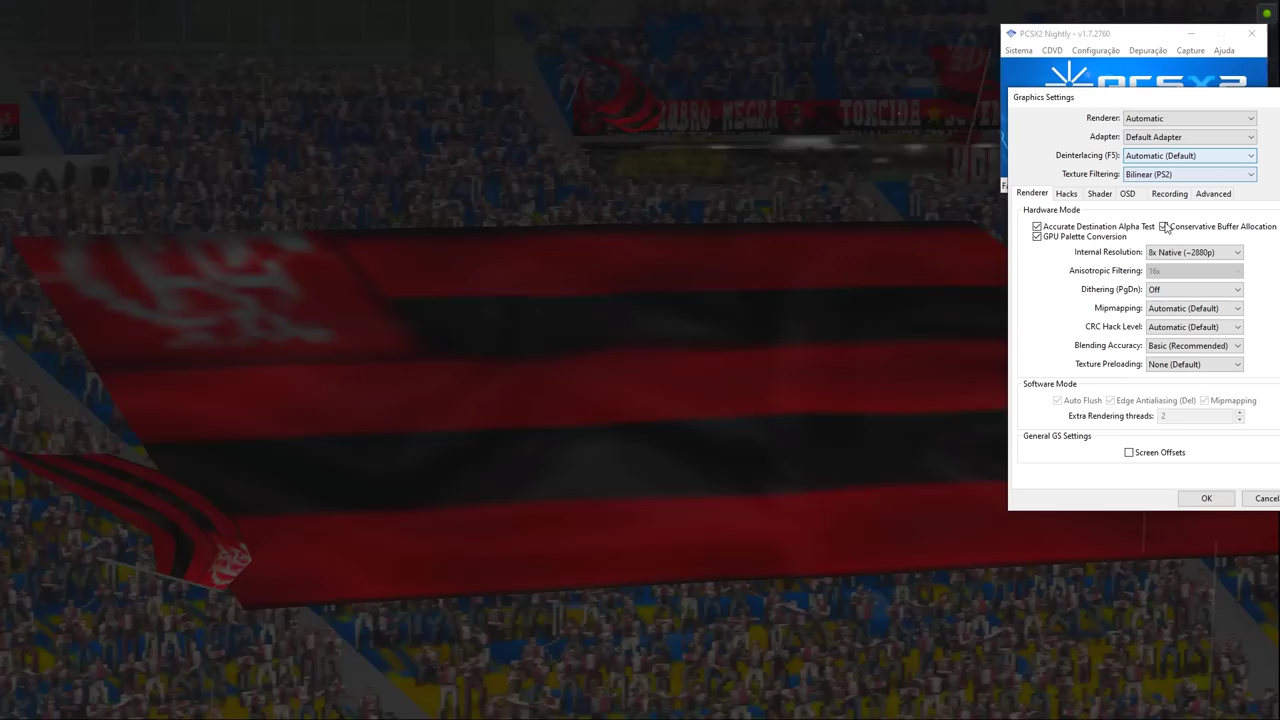 PCSX2 Nightly - v1.7.2760
Sistema CDVD Configuração Depuração Capture Ajuda
PCSX2
RUBRO NEGRA TORCIDA
Graphics Settings
Renderer: Automatic
Adapter: Default Adapter
Deinterlacing (F5): Automatic (Default)
Texture Filtering: Bilinear (PS2)
Renderer Hacks Shader OSD Recording Advanced
Hardware Mode
Accurate Destination Alpha Test Conservative Buffer Allocation
GPU Palette Conversion
Internal Resolution: 8x Native (~2880p)
Anisotropic Filtering: 16x
Dithering (PgDn): Off
Mipmapping: Automatic (Default)
CRC Hack Level: Automatic (Default)
Blending Accuracy: Basic (Recommended)
Texture Preloading: None (Default)
Software Mode
Auto Flush Edge Antialiasing (Del) Mipmapping
Extra Rendering threads: 2
General GS Settings
Screen Offsets
OK Cancel